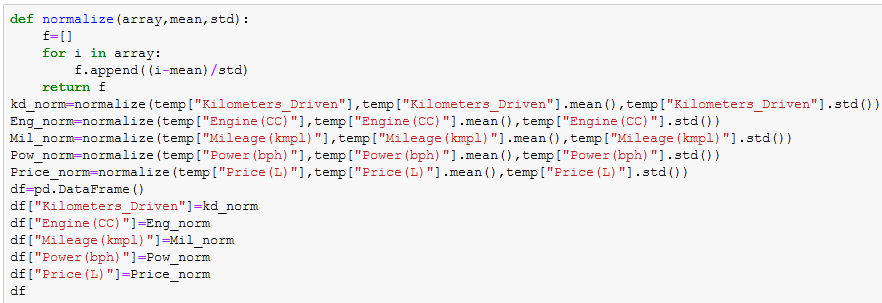 def normalize(array,mean,std):
    f=[]
    for i in array:
        f.append((i-mean)/std)
    return f
kd_norm=normalize(temp["Kilometers_Driven"],temp["Kilometers_Driven"].mean(),temp["Kilometers_Driven"].std())
Eng_norm=normalize(temp["Engine(CC)"],temp["Engine(CC)"].mean(),temp["Engine(CC)"].std())
Mil_norm=normalize(temp["Mileage(kmpl)"],temp["Mileage(kmpl)"].mean(),temp["Mileage(kmpl)"].std())
Pow_norm=normalize(temp["Power(bph)"],temp["Power(bph)"].mean(),temp["Power(bph)"].std())
Price_norm=normalize(temp["Price(L)"],temp["Price(L)"].mean(),temp["Price(L)"].std())
df=pd.DataFrame()
df["Kilometers_Driven"]=kd_norm
df["Engine(CC)"]=Eng_norm
df["Mileage(kmpl)"]=Mil_norm
df["Power(bph)"]=Pow_norm
df["Price(L)"]=Price_norm
df